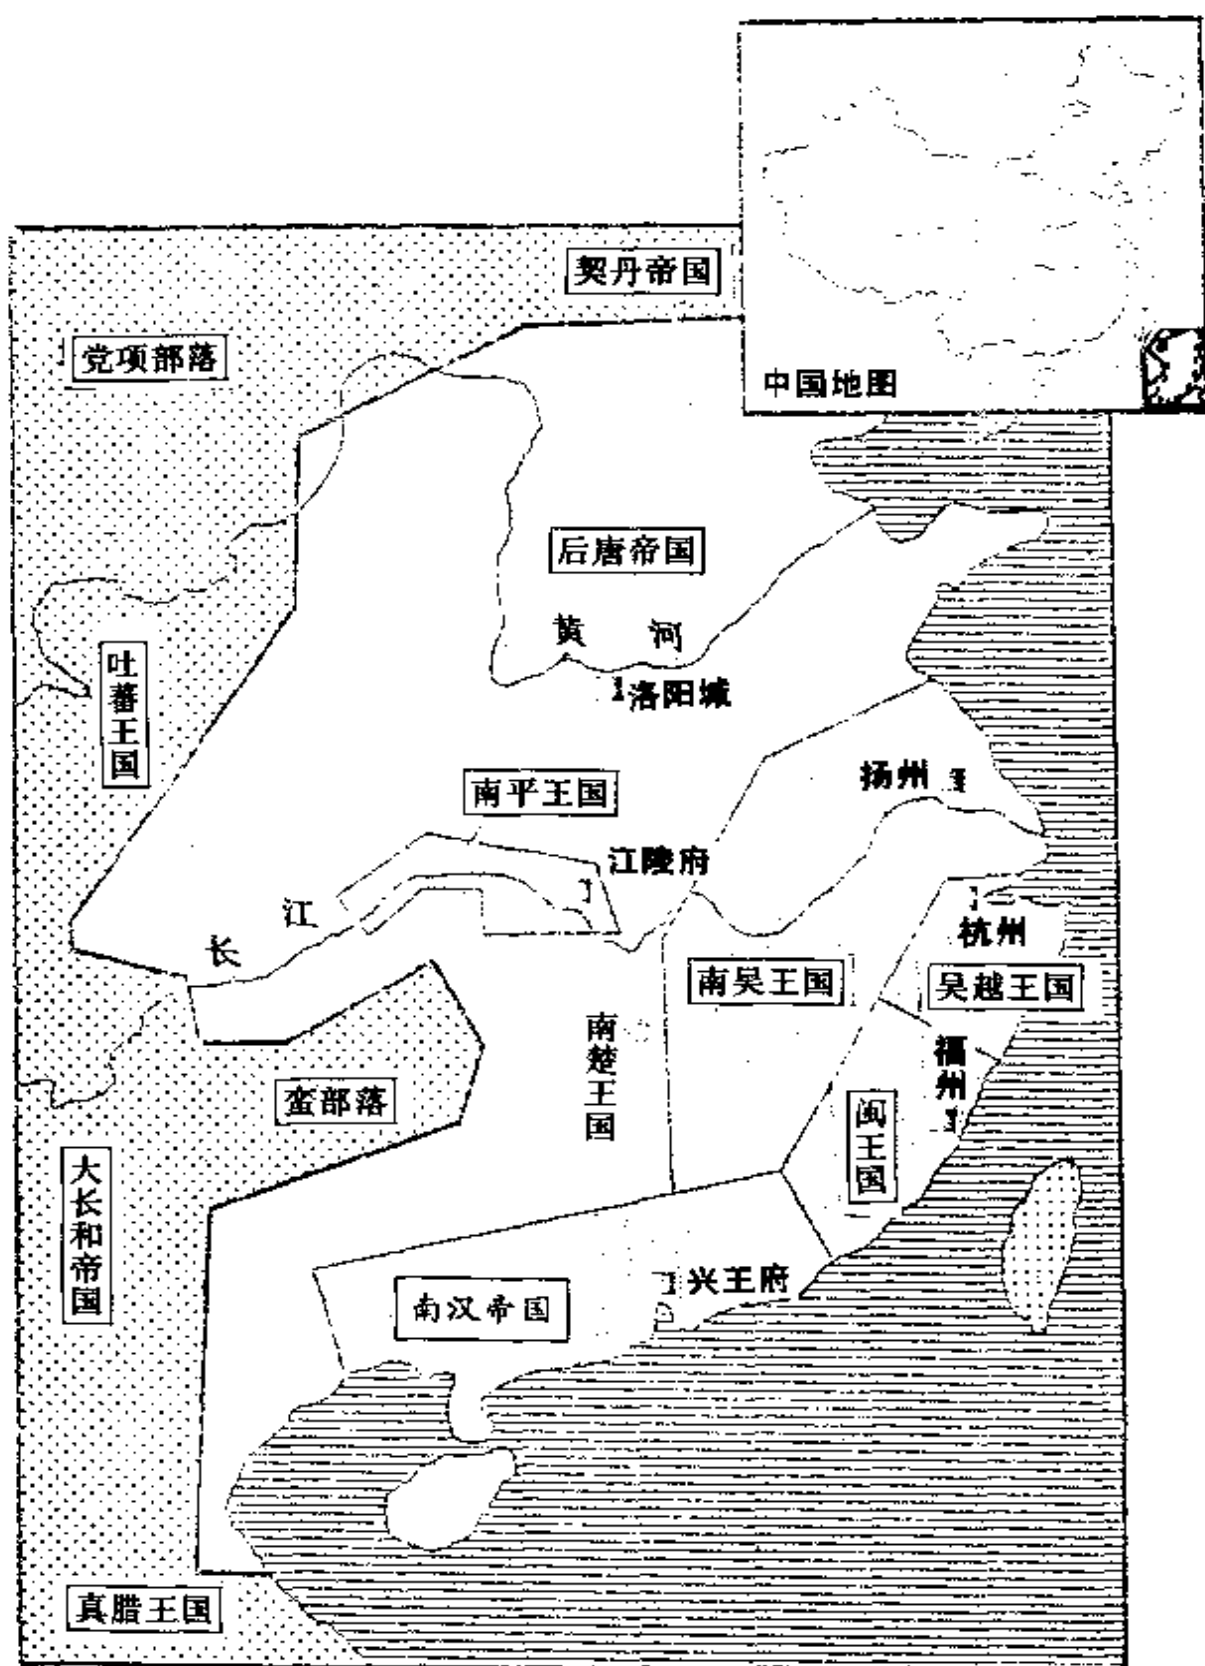 中国地图
契丹帝国
党项部落
后唐帝国
黄河
洛阳城
吐蕃王国
南平王国
扬州
江陵府
长江
杭州
南吴王国
吴越王国
南楚王国
福州
蛮部落
闽王国
大长和帝国
兴王府
南汉帝国
真腊王国